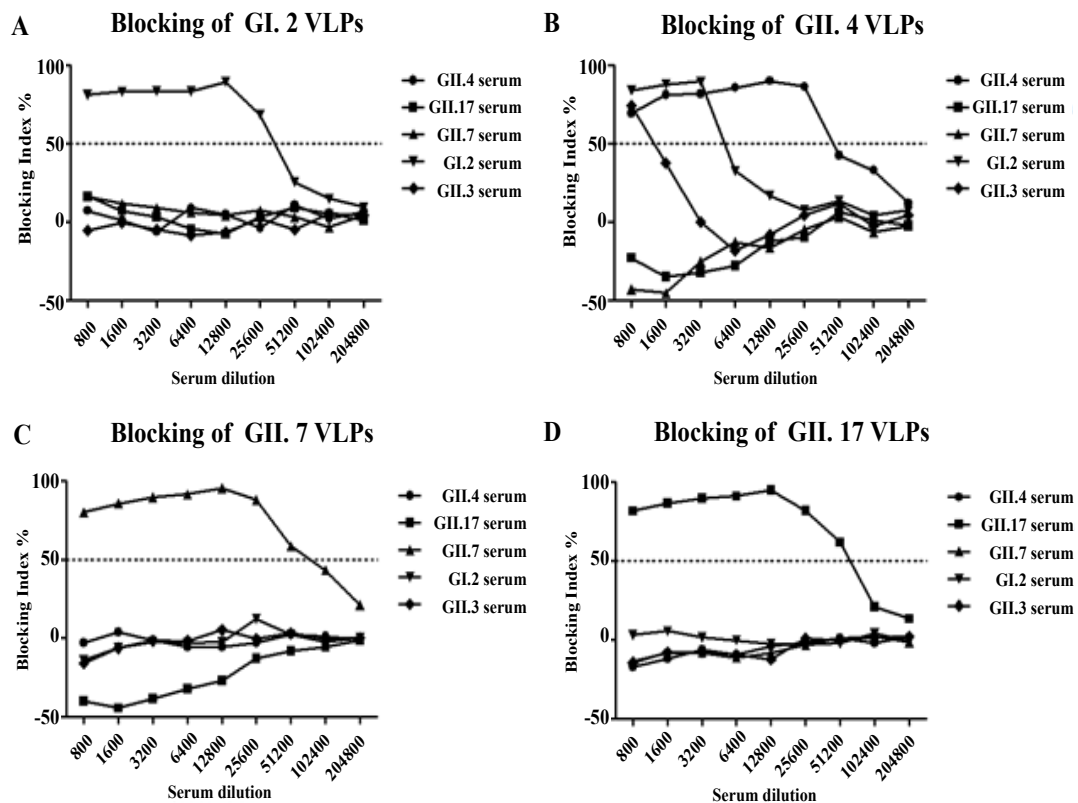 A
Blocking of GI. 2 VLPs
Blocking Index %
100
50
0
-50
800
1600
3200
6400
12800
25600
51200
102400
204800
Serum dilution
GII.4 serum
GII.17 serum
GII.7 serum
GI.2 serum
GII.3 serum
B
Blocking of GII. 4 VLPs
Blocking Index %
100
50
0
-50
800
1600
3200
6400
12800
25600
51200
102400
204800
Serum dilution
GII.4 serum
GII.17 serum
GII.7 serum
GI.2 serum
GII.3 serum
C
Blocking of GII. 7 VLPs
Blocking Index %
100
50
0
-50
800
1600
3200
6400
12800
25600
51200
102400
204800
Serum dilution
GII.4 serum
GII.17 serum
GII.7 serum
GI.2 serum
GII.3 serum
D
Blocking of GII. 17 VLPs
Blocking Index %
100
50
0
-50
800
1600
3200
6400
12800
25600
51200
102400
204800
Serum dilution
GII.4 serum
GII.17 serum
GII.7 serum
GI.2 serum
GII.3 serum